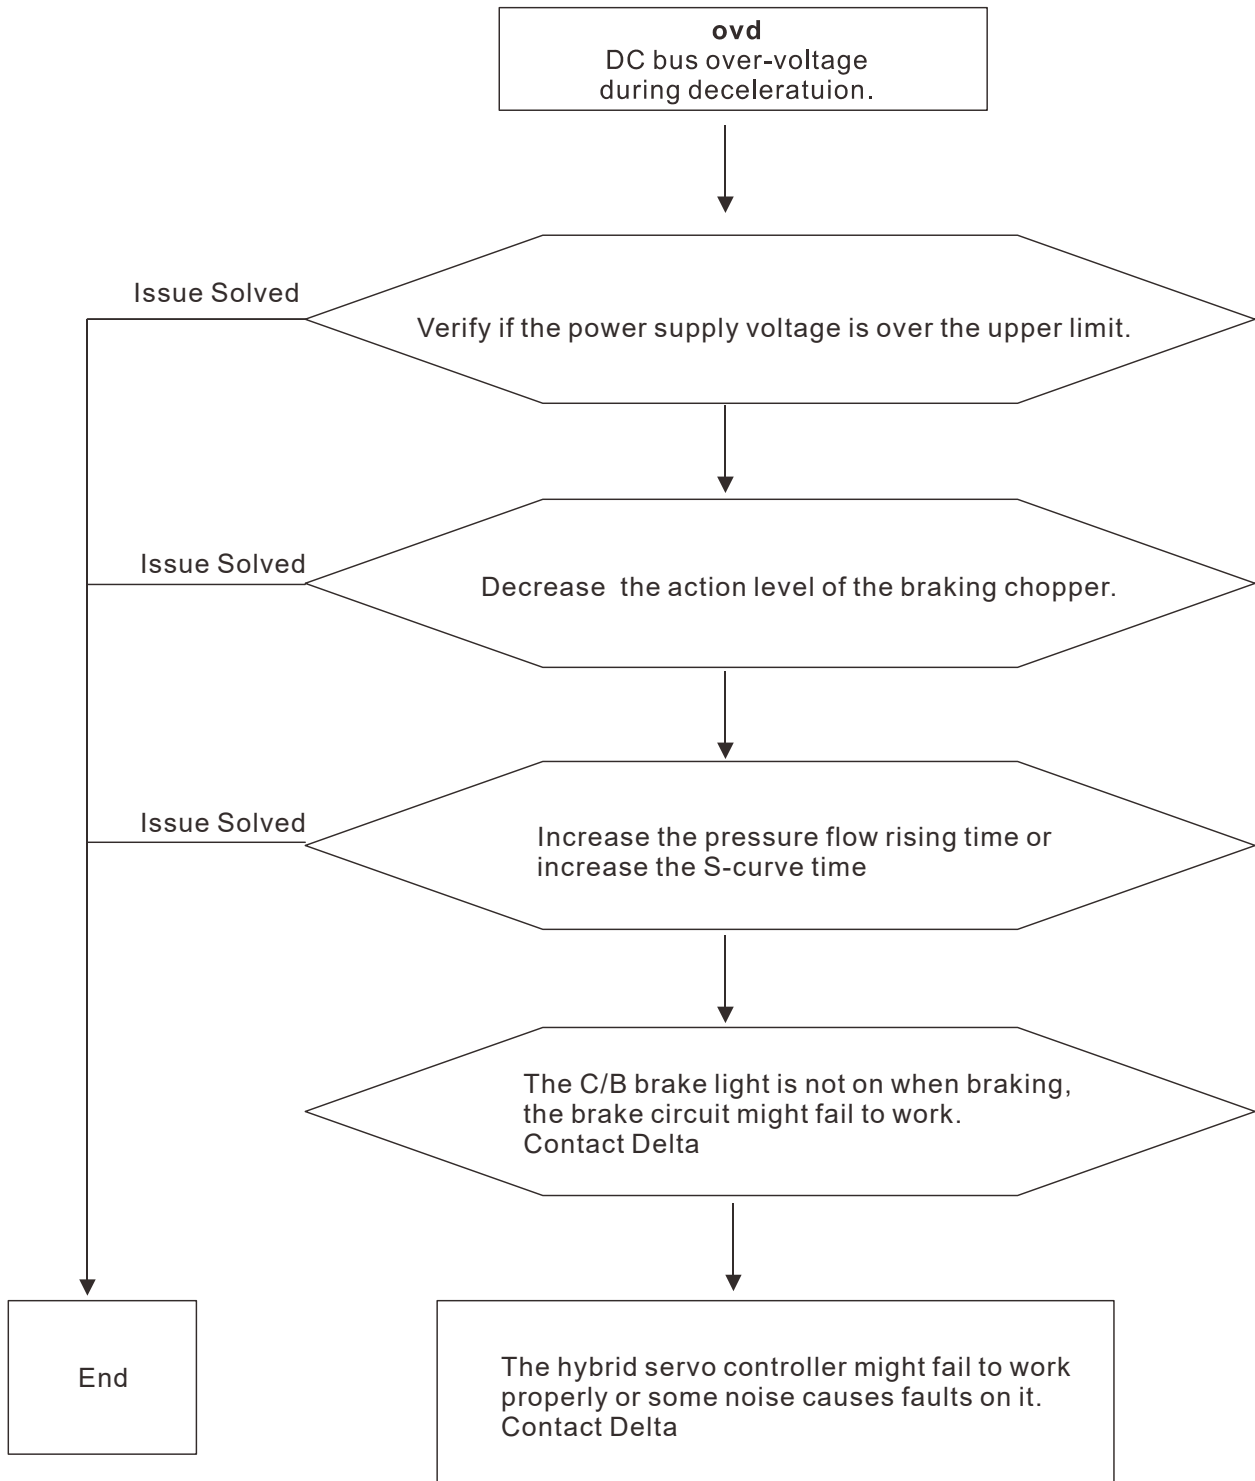 ovd
DC bus over-voltage
during deceleratuion.
Issue Solved
Verify if the power supply voltage is over the upper limit.
Issue Solved
Decrease the action level of the braking chopper.
Issue Solved
Increase the pressure flow rising time or
increase the S-curve time
The C/B brake light is not on when braking,
the brake circuit might fail to work.
Contact Delta
End
The hybrid servo controller might fail to work
properly or some noise causes faults on it.
Contact Delta